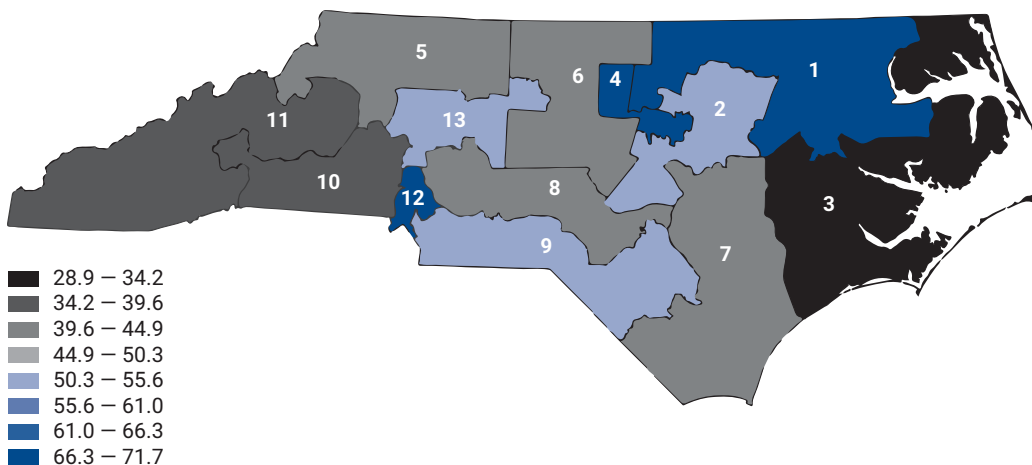 5
6
4
1
2
11
13
10
8
12
3
9
7
28.9 — 34.2
34.2 — 39.6
39.6 — 44.9
44.9 — 50.3
50.3 — 55.6
55.6 — 61.0
61.0 — 66.3
66.3 — 71.7